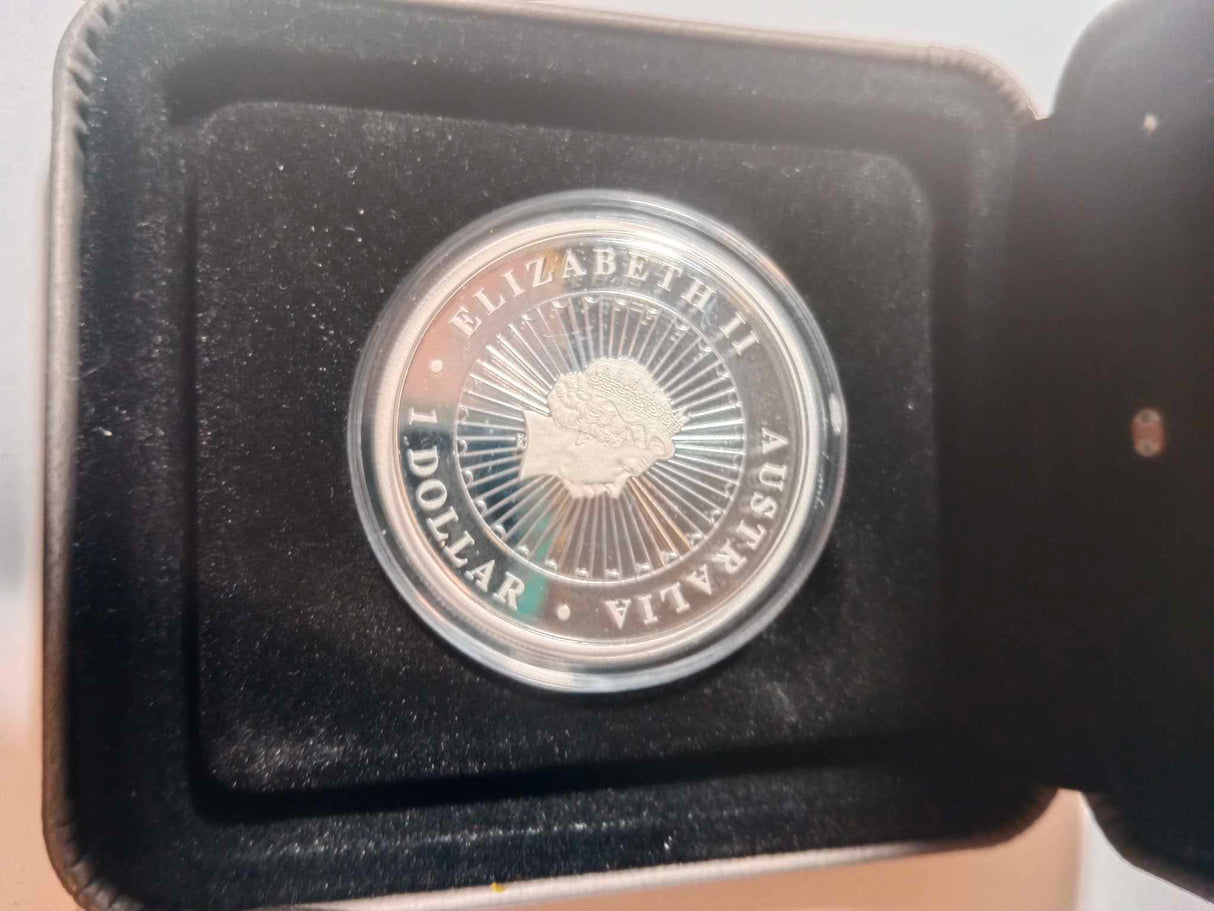 ELIZABETH II
AUSTRALIA
1 DOLLAR